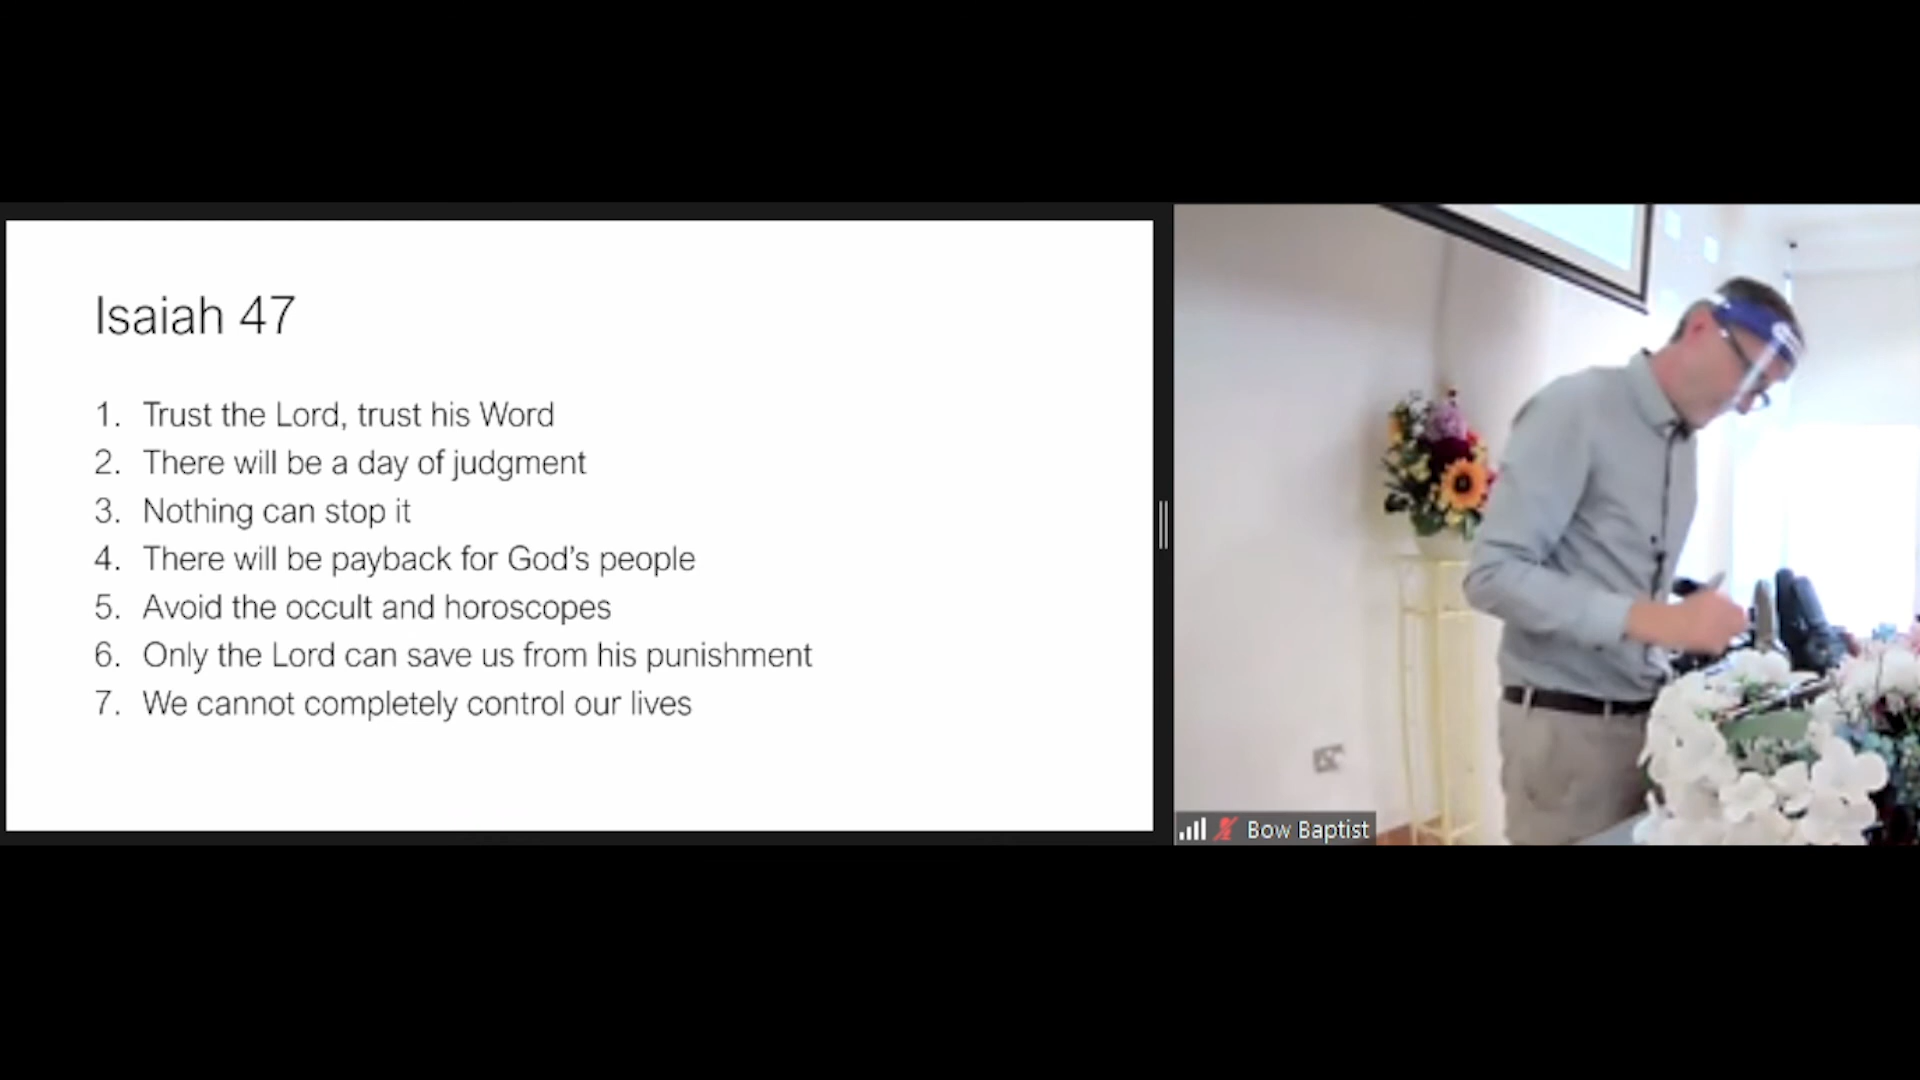 Isaiah 47
1. Trust the Lord, trust his Word
2. There will be a day of judgment
3. Nothing can stop it
4. There will be payback for God’s people
5. Avoid the occult and horoscopes
6. Only the Lord can save us from his punishment
7. We cannot completely control our lives
Bow Baptist